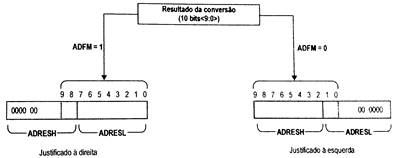 Resultado da conversão
(10 bits<9:0>)
ADFM = 1
ADFM = 0
9 8 7 6 5 4 3 2 1 0
9 8 7 6 5 4 3 2 1 0
0000 00
00 0000
ADRESH
ADRESL
ADRESH
ADRESL
Justificado à direita
Justificado à esquerda